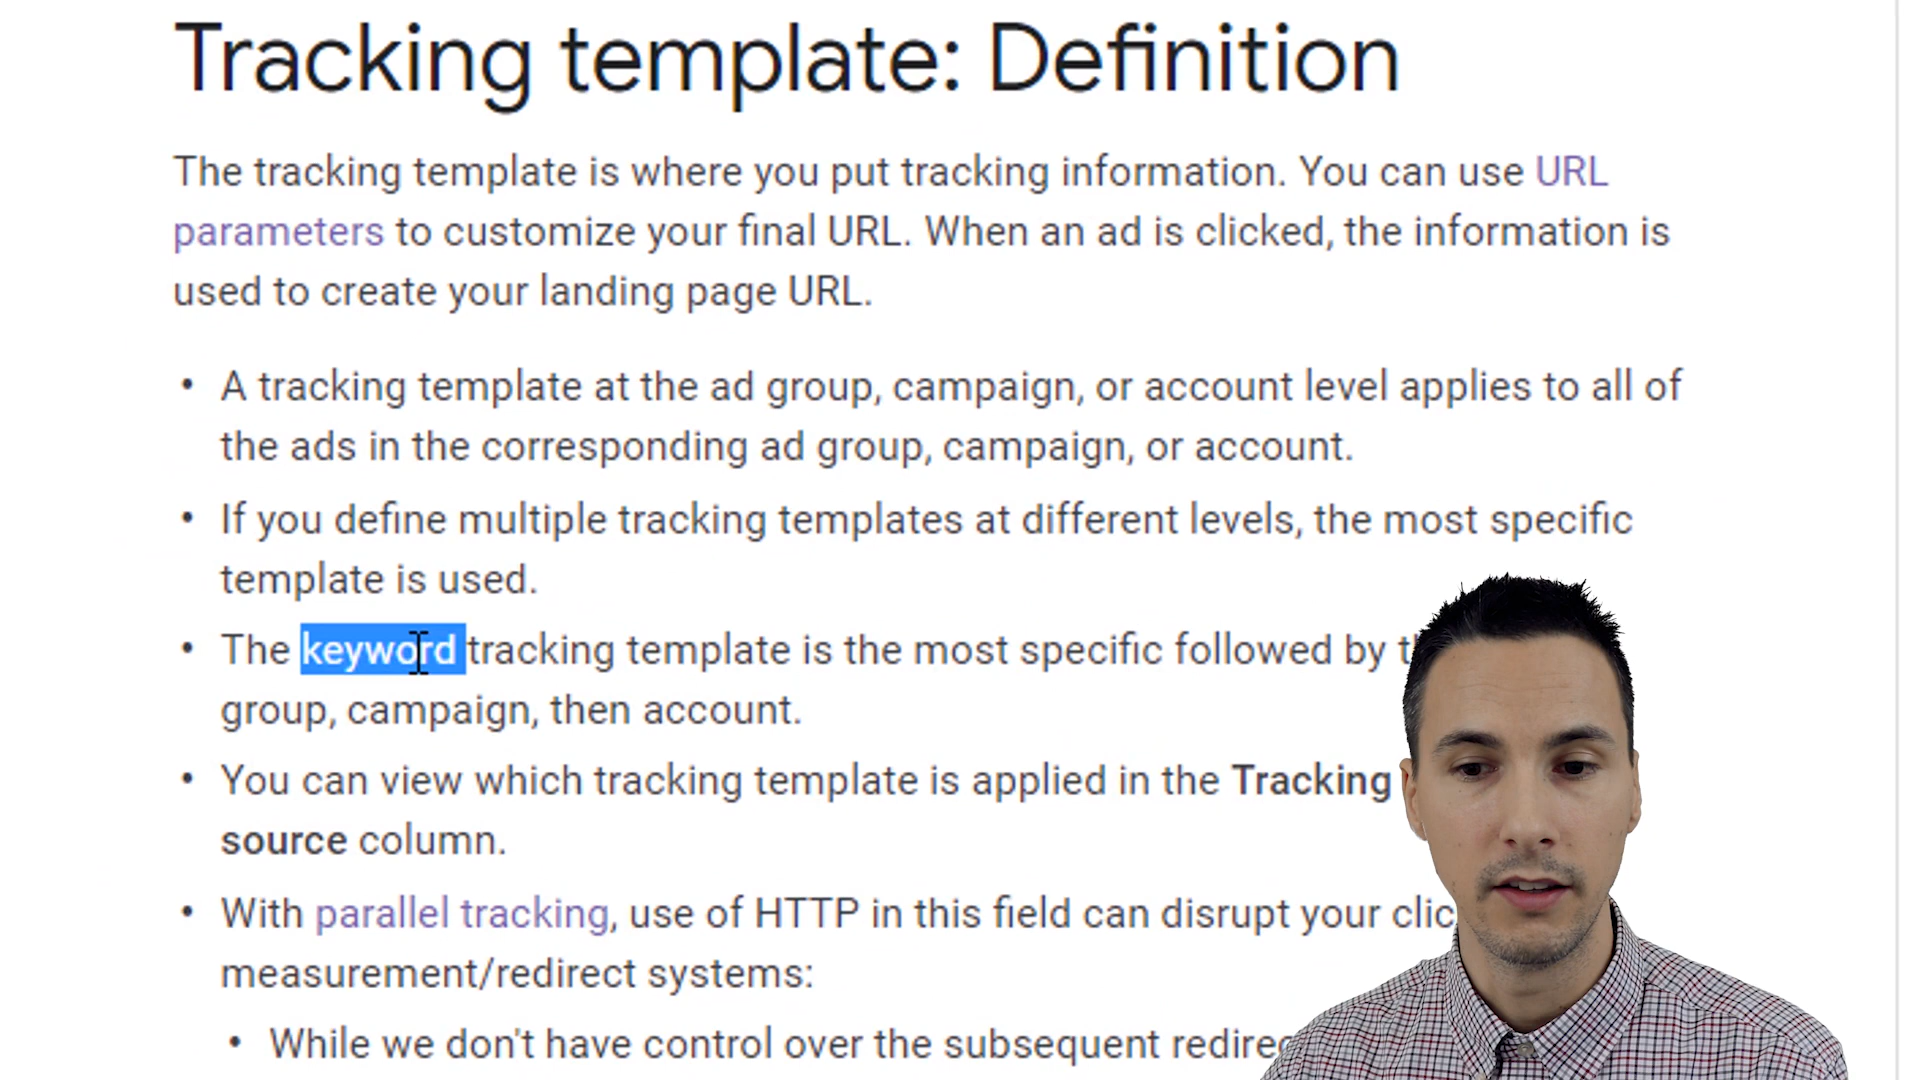 Tracking template: Definition
The tracking template is where you put tracking information. You can use URL
parameters to customize your final URL. When an ad is clicked, the information is
used to create your landing page URL.
• A tracking template at the ad group, campaign, or account level applies to all of
the ads in the corresponding ad group, campaign, or account.
• If you define multiple tracking templates at different levels, the most specific
template is used.
• The keyword tracking template is the most specific followed by
group, campaign, then account.
• You can view which tracking template is applied in the Tracking
source column.
• With parallel tracking, use of HTTP in this field can disrupt your
measurement/redirect systems:
• While we don't have control over the subsequent